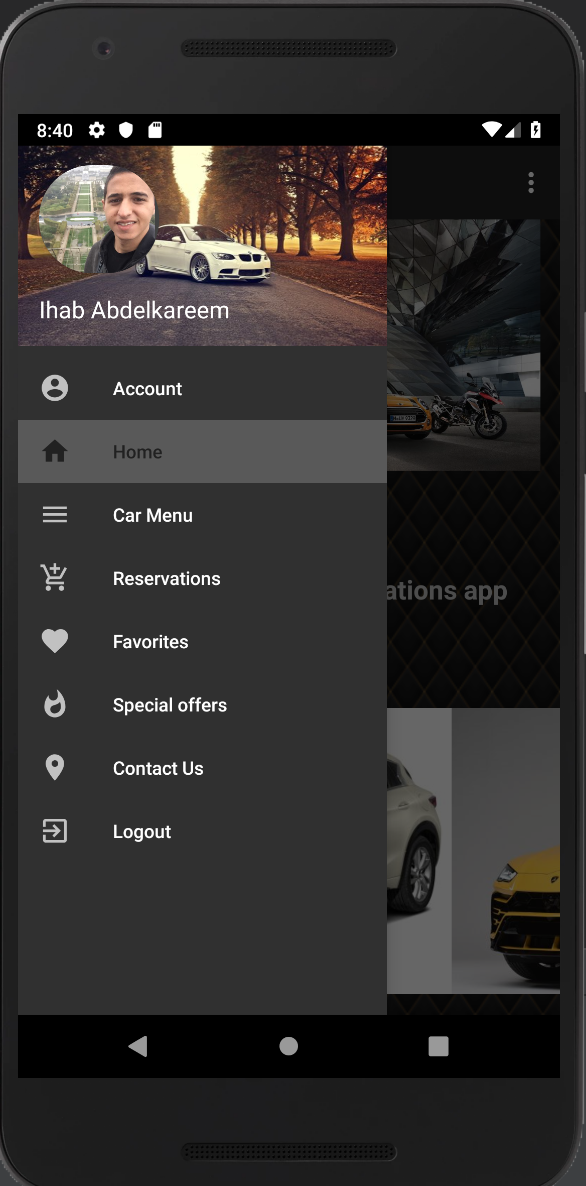 8:40
Ihab Abdelkareem
Account
Home
Car Menu
Reservations
ations app
Favorites
Special offers
Contact Us
Logout